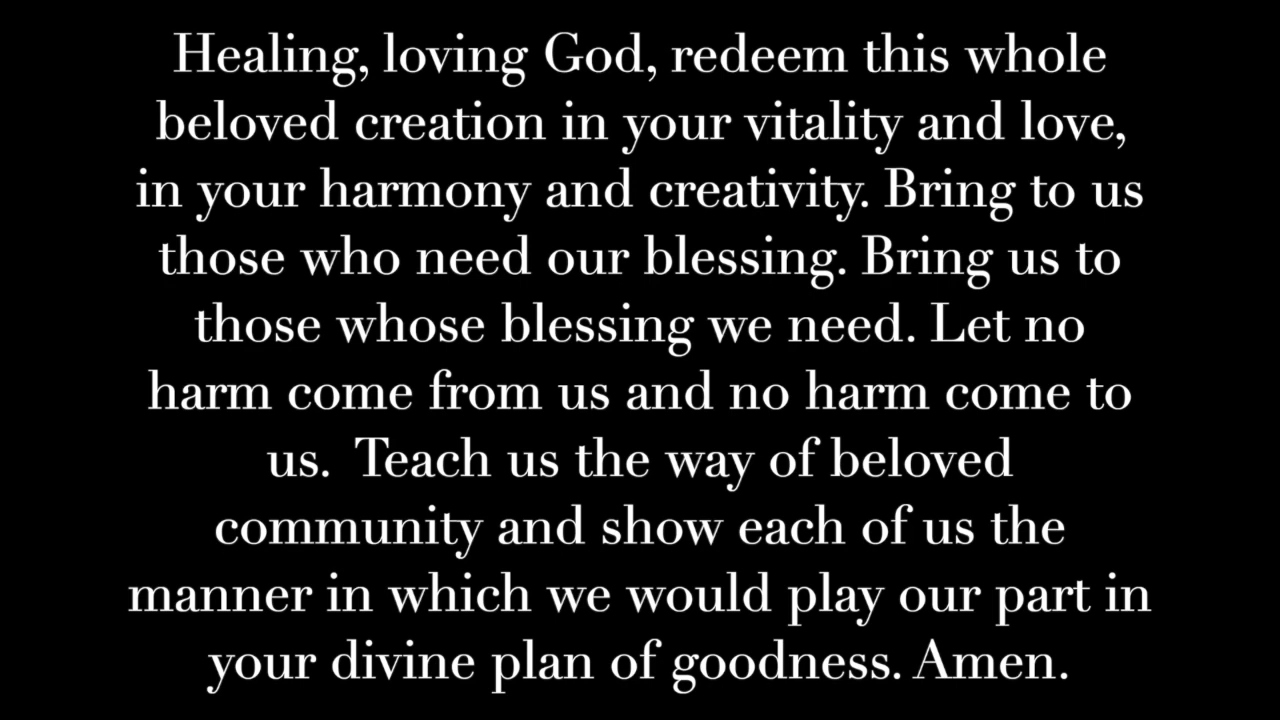 Healing, loving God, redeem this whole
beloved creation in your vitality and love,
in your harmony and creativity. Bring to us
those who need our blessing. Bring us to
those whose blessing we need. Let no
harm come from us and no harm come to
us.  Teach us the way of beloved
community and show each of us the
manner in which we would play our part in
your divine plan of goodness. Amen.